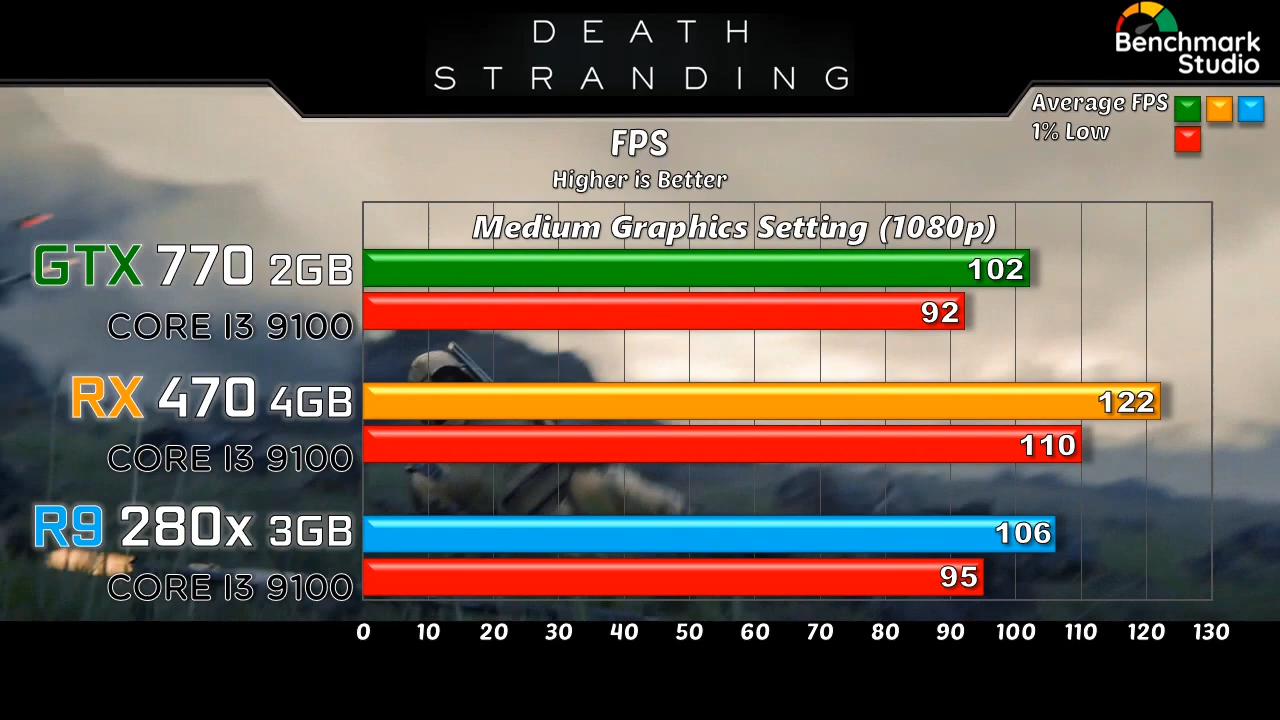 DEATH
STRANDING
Benchmark
Studio
Average FPS
1% Low
FPS
Higher is Better
Medium Graphics Setting (1080p)
GTX 770 2GB
102
CORE I3 9100
92
RX 470 4GB
122
CORE I3 9100
110
R9 280x 3GB
106
CORE I3 9100
95
0 10 20 30 40 50 60 70 80 90 100 110 120 130